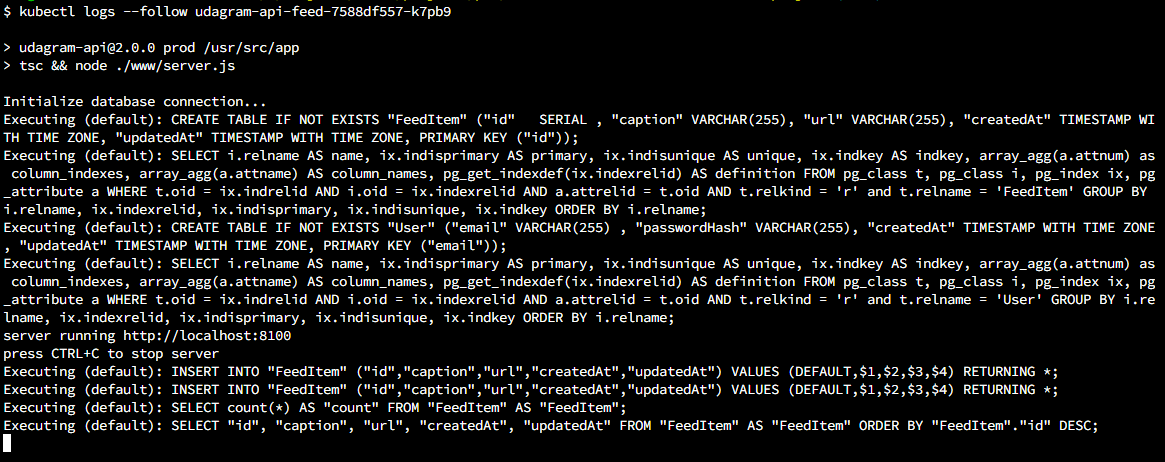 $ kubectl logs --follow udagram-api-feed-7588df557-k7pb9
> udagram-api@2.0.0 prod /usr/src/app
> tsc && node ./www/server.js
Initialize database connection...
Executing (default): CREATE TABLE IF NOT EXISTS "FeedItem" ("id"   SERIAL , "caption" VARCHAR(255), "url" VARCHAR(255), "createdAt" TIMESTAMP WI
TH TIME ZONE, "updatedAt" TIMESTAMP WITH TIME ZONE, PRIMARY KEY ("id"));
Executing (default): SELECT i.relname AS name, ix.indisprimary AS primary, ix.indisunique AS unique, ix.indkey AS indkey, array_agg(a.attnum) as
 column_indexes, array_agg(a.attname) AS column_names, pg_get_indexdef(ix.indexrelid) AS definition FROM pg_class t, pg_class i, pg_index ix, pg
_attribute a WHERE t.oid = ix.indrelid AND i.oid = ix.indexrelid AND a.attrelid = t.oid AND t.relkind = 'r' and t.relname = 'FeedItem' GROUP BY
i.relname, ix.indexrelid, ix.indisprimary, ix.indisunique, ix.indkey ORDER BY i.relname;
Executing (default): CREATE TABLE IF NOT EXISTS "User" ("email" VARCHAR(255) , "passwordHash" VARCHAR(255), "createdAt" TIMESTAMP WITH TIME ZONE
, "updatedAt" TIMESTAMP WITH TIME ZONE, PRIMARY KEY ("email"));
Executing (default): SELECT i.relname AS name, ix.indisprimary AS primary, ix.indisunique AS unique, ix.indkey AS indkey, array_agg(a.attnum) as
 column_indexes, array_agg(a.attname) AS column_names, pg_get_indexdef(ix.indexrelid) AS definition FROM pg_class t, pg_class i, pg_index ix, pg
_attribute a WHERE t.oid = ix.indrelid AND i.oid = ix.indexrelid AND a.attrelid = t.oid AND t.relkind = 'r' and t.relname = 'User' GROUP BY i.re
lname, ix.indexrelid, ix.indisprimary, ix.indisunique, ix.indkey ORDER BY i.relname;
server running http://localhost:8100
press CTRL+C to stop server
Executing (default): INSERT INTO "FeedItem" ("id","caption","url","createdAt","updatedAt") VALUES (DEFAULT,$1,$2,$3,$4) RETURNING *;
Executing (default): INSERT INTO "FeedItem" ("id","caption","url","createdAt","updatedAt") VALUES (DEFAULT,$1,$2,$3,$4) RETURNING *;
Executing (default): SELECT count(*) AS "count" FROM "FeedItem" AS "FeedItem";
Executing (default): SELECT "id", "caption", "url", "createdAt", "updatedAt" FROM "FeedItem" AS "FeedItem" ORDER BY "FeedItem"."id" DESC;